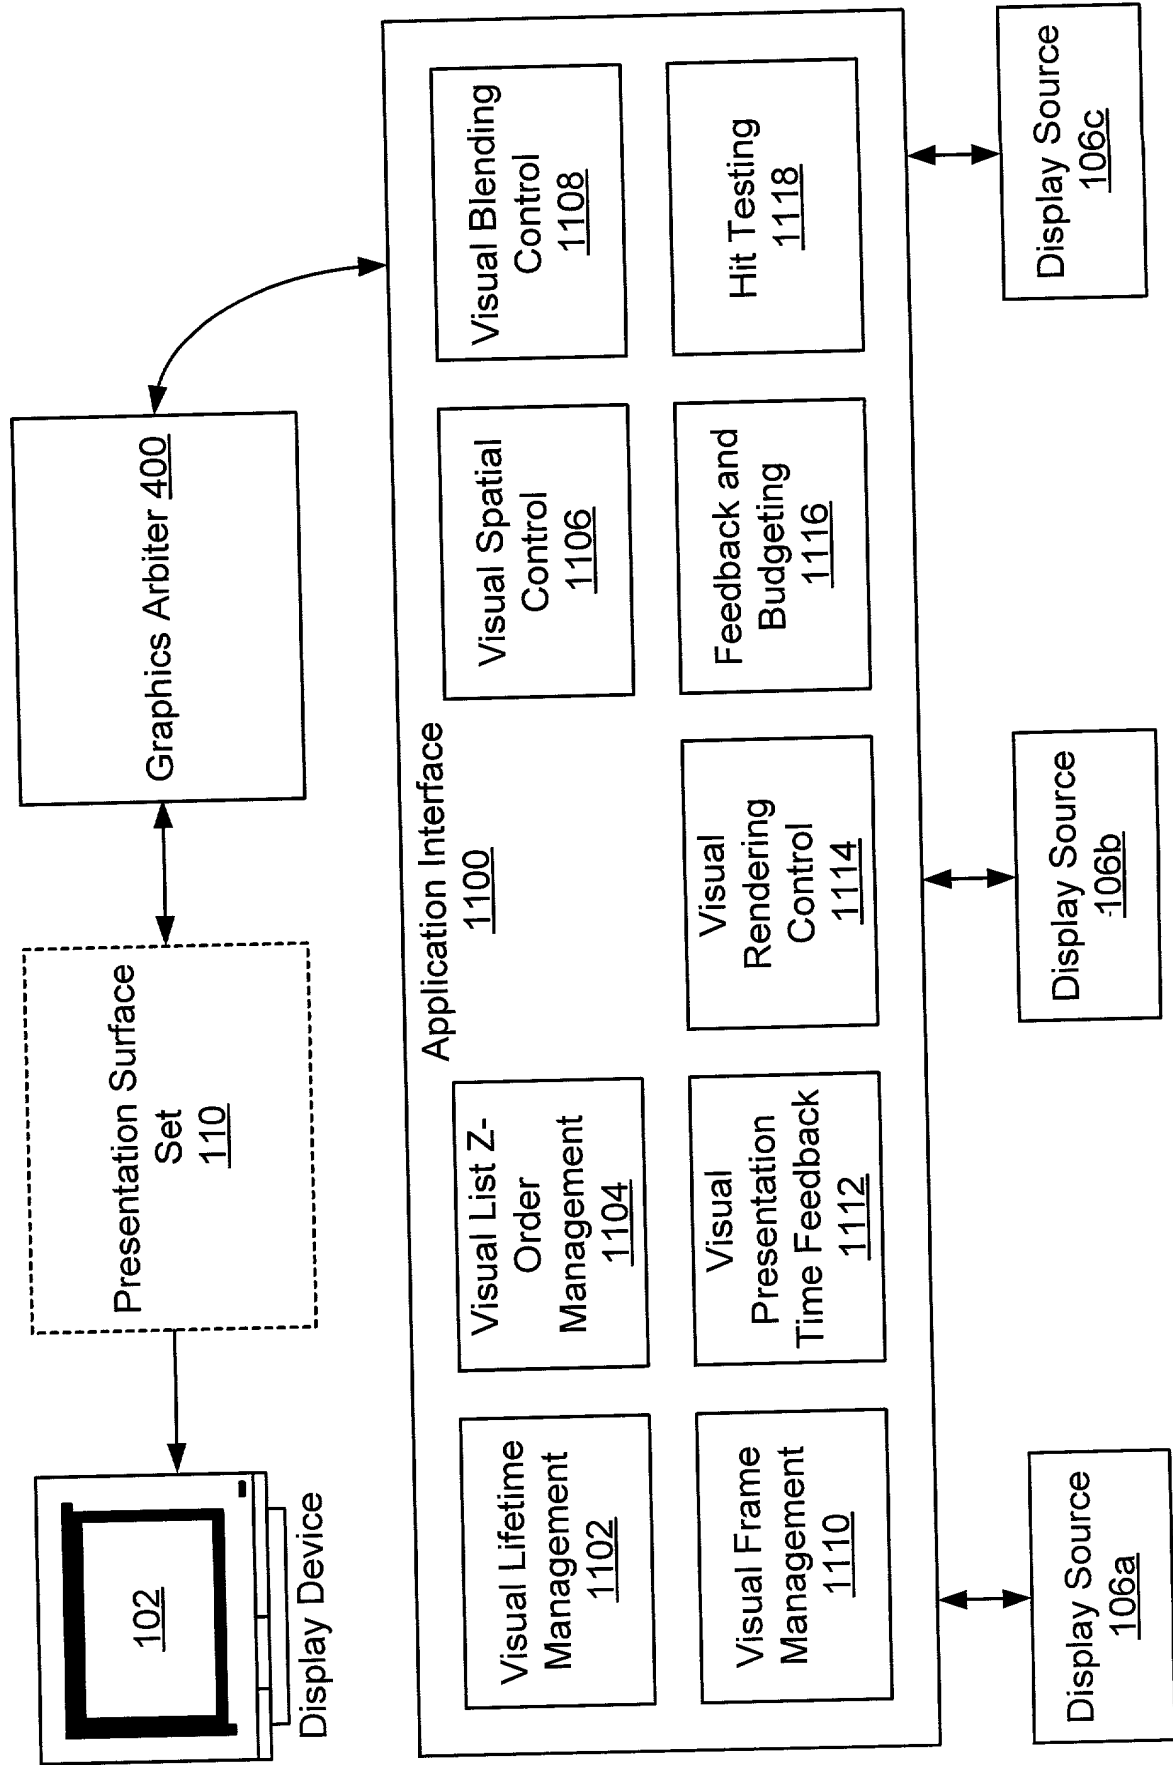 102
Display Device
Presentation Surface
Set
110
Graphics Arbiter 400
Application Interface
1100
Visual Lifetime
Management
1102
Visual List Z-
Order
Management
1104
Visual Spatial
Control
1106
Visual Blending
Control
1108
Visual Frame
Management
1110
Visual
Presentation
Time Feedback
1112
Visual
Rendering
Control
1114
Feedback and
Budgeting
1116
Hit Testing
1118
Display Source
106a
Display Source
106b
Display Source
106c